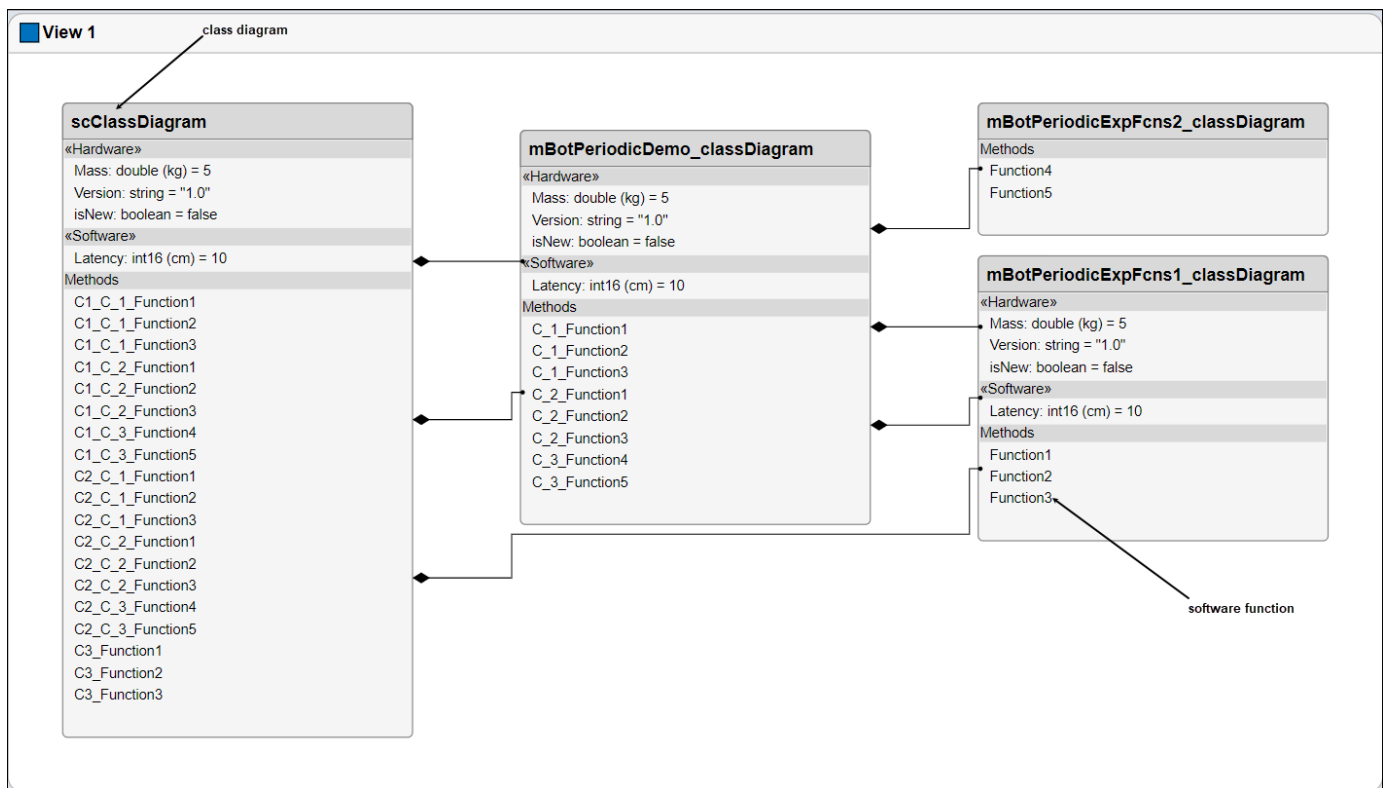 View 1
class diagram
scClassDiagram
«Hardware»
Mass: double (kg) = 5
Version: string = "1.0"
isNew: boolean = false
«Software»
Latency: int16 (cm) = 10
Methods
C1_C_1_Function1
C1_C_1_Function2
C1_C_1_Function3
C1_C_2_Function1
C1_C_2_Function2
C1_C_2_Function3
C1_C_3_Function4
C1_C_3_Function5
C2_C_1_Function1
C2_C_1_Function2
C2_C_1_Function3
C2_C_2_Function1
C2_C_2_Function2
C2_C_2_Function3
C2_C_3_Function4
C2_C_3_Function5
C3_Function1
C3_Function2
C3_Function3
mBotPeriodicDemo_classDiagram
«Hardware»
Mass: double (kg) = 5
Version: string = "1.0"
isNew: boolean = false
«Software»
Latency: int16 (cm) = 10
Methods
C_1_Function1
C_1_Function2
C_1_Function3
C_2_Function1
C_2_Function2
C_2_Function3
C_3_Function4
C_3_Function5
mBotPeriodicExpFcns2_classDiagram
Methods
Function4
Function5
mBotPeriodicExpFcns1_classDiagram
«Hardware»
Mass: double (kg) = 5
Version: string = "1.0"
isNew: boolean = false
«Software»
Latency: int16 (cm) = 10
Methods
Function1
Function2
Function3
software function